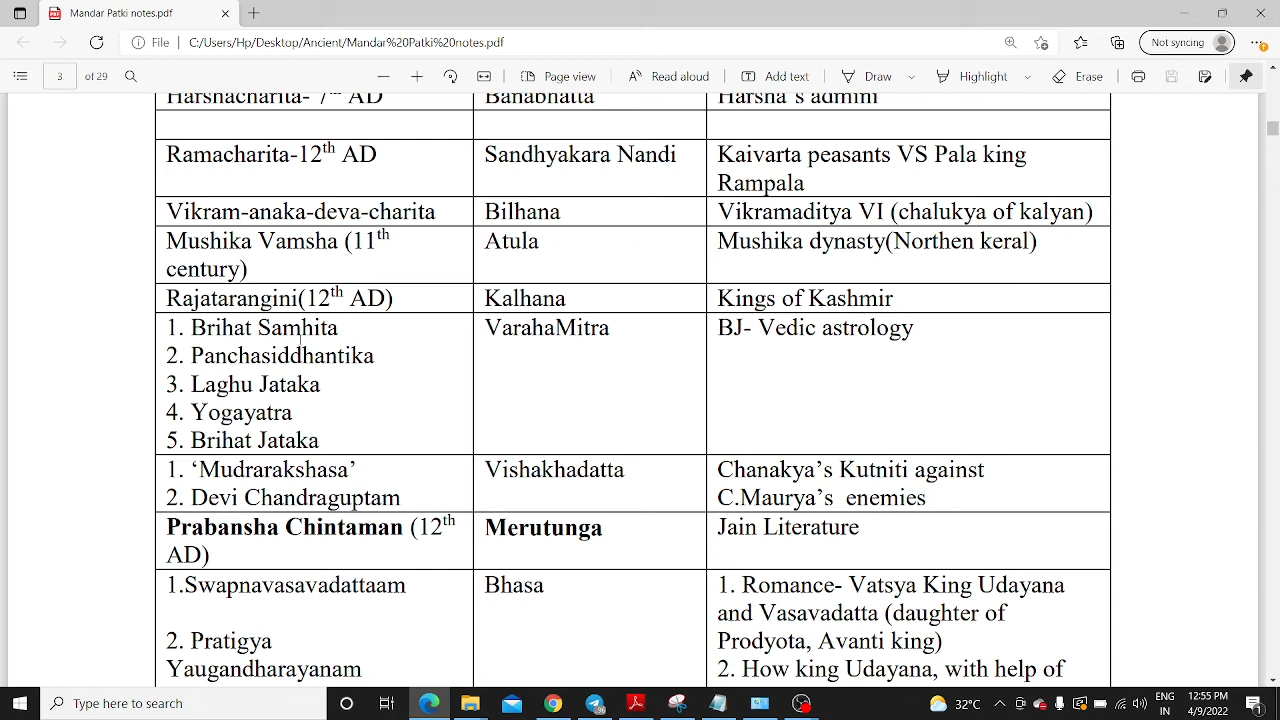 Mandar Patki notes.pdf
File
C:/Users/Hp/Desktop/Ancient/Mandar%20Patki%20notes.pdf
Not syncing
3 of 29
Page view
Read aloud
Add text
Draw
Highlight
Erase
Harshacharita- 7th AD Banabhatta Harsha's admini
Ramacharita-12th AD Sandhyakara Nandi Kaivarta peasants VS Pala king
Rampala
Vikram-anaka-deva-charita Bilhana Vikramaditya VI (chalukya of kalyan)
Mushika Vamsha (11th Atula Mushika dynasty(Northen keral)
century)
Rajatarangini(12th AD) Kalhana Kings of Kashmir
1. Brihat Samhita VarahaMitra BJ- Vedic astrology
2. Panchasiddhantika
3. Laghu Jataka
4. Yogayatra
5. Brihat Jataka
1. ‘Mudrarakshasa’ Vishakhadatta Chanakya’s Kutniti against
2. Devi Chandraguptam C.Maurya’s enemies
Prabansha Chintaman (12th Merutunga Jain Literature
AD)
1.Swapnavasavadattaam Bhasa 1. Romance- Vatsya King Udayana
and Vasavadatta (daughter of
2. Pratigya Prodyota, Avanti king)
Yaugandharayanam 2. How king Udayana, with help of
Type here to search
32°C
ENG
IN
12:55 PM
4/9/2022